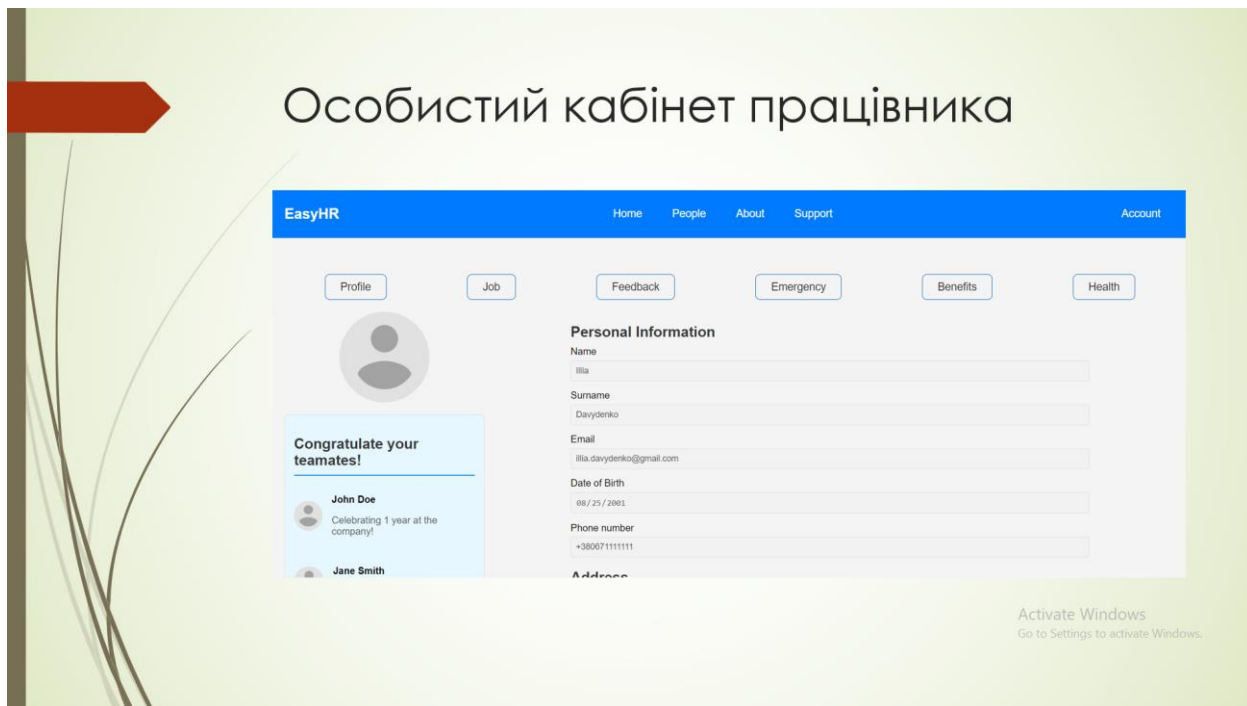 Особистий кабінет працівника
EasyHR
Home People About Support
Account
Profile Job Feedback Emergency Benefits Health
Congratulate your
teamates!
John Doe
Celebrating 1 year at the
company!
Jane Smith
Personal Information
Name
Illia
Surname
Davydenko
Email
illia.davydenko@gmail.com
Date of Birth
08/25/2001
Phone number
+380671111111
Address
Activate Windows
Go to Settings to activate Windows.